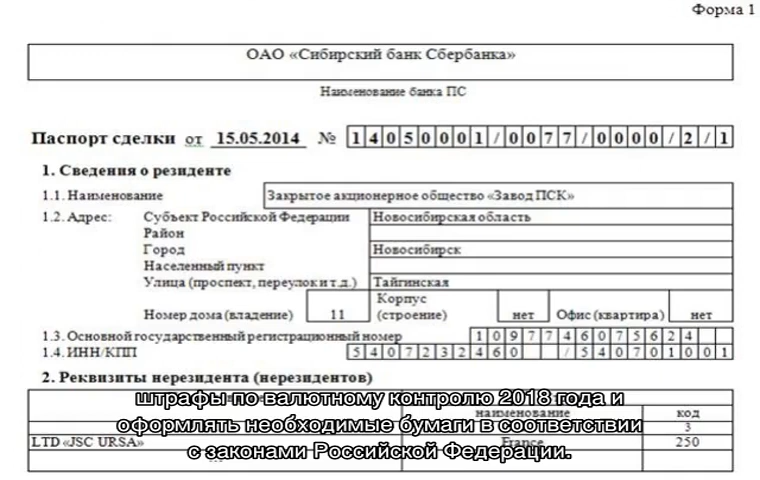 Форма 1
ОАО «Сибирский банк Сбербанка»
Наименование банка ПС
Паспорт сделки от 15.05.2014 № 14050001/0077/0000/2/1
1. Сведения о резиденте
1.1. Наименование Закрытое акционерное общество «Завод ПСК»
1.2. Адрес: Субъект Российской Федерации Новосибирская область
Район
Город Новосибирск
Населенный пункт
Улица (проспект, переулок и т.д.) Тайгинская
Номер дома (владение) 11 Корпус (строение) нет Офис (квартира) нет
1.3. Основной государственный регистрационный номер 1097746075624
1.4. ИНН/КПП 5407232460 /540701001
2. Реквизиты нерезидента (нерезидентов)
штрафы по валютному контролю 2018 года и
наименование код
оформлять необходимые бумаги в соответствии
3
LTD «JSC URSA» France 250
с законами Российской Федерации.